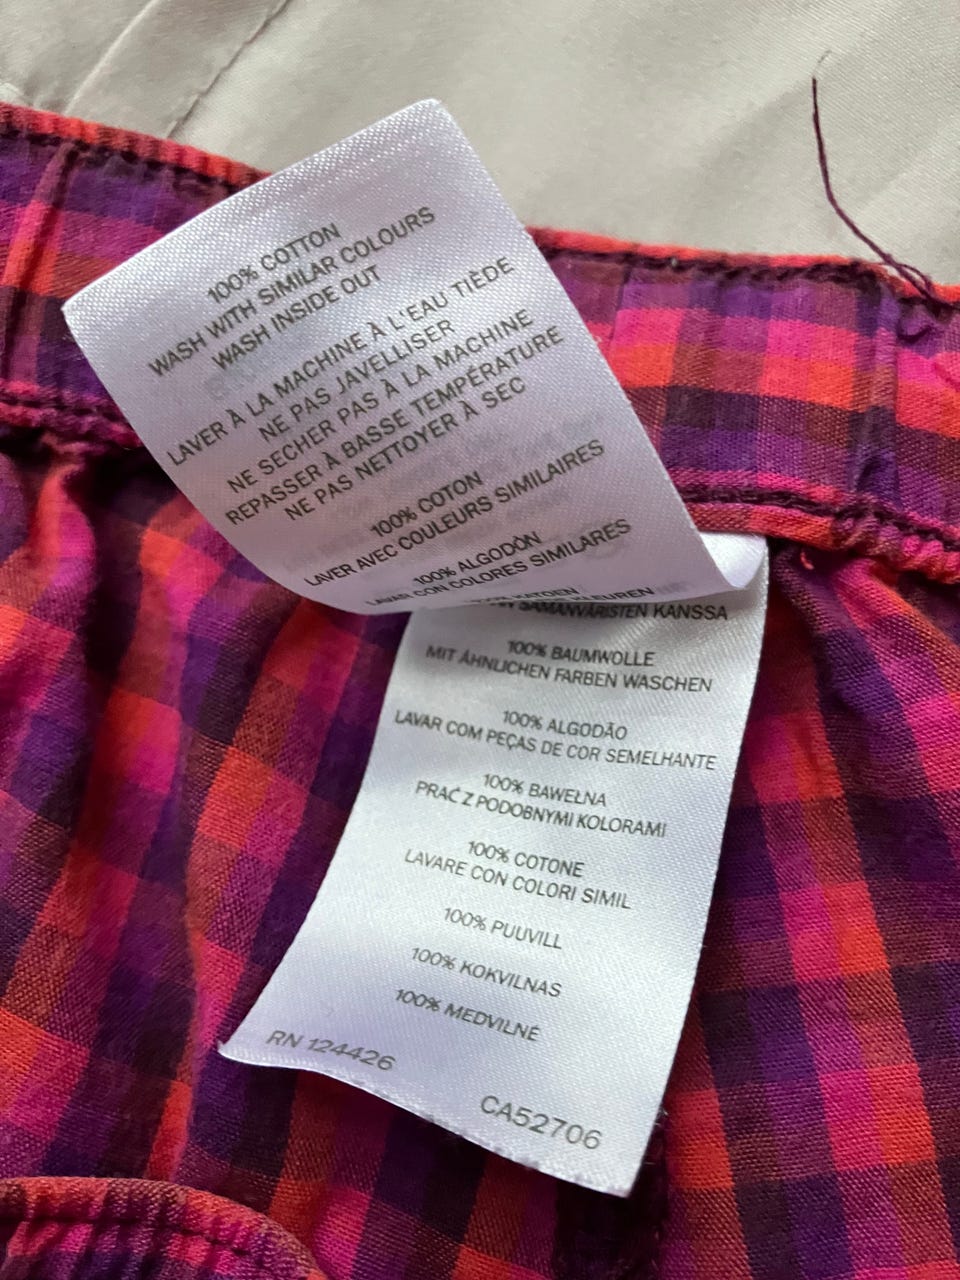 100% COTTON
WASH WITH SIMILAR COLOURS
WASH INSIDE OUT
LAVER À LA MACHINE À L'EAU TIÈDE
NE PAS JAVELLISER
NE SECHER PAS À LA MACHINE
REPASSER À BASSE TEMPÉRATURE
NE PAS NETTOYER À SEC
100% COTON
LAVER AVEC COULEURS SIMILAIRES
100% ALGODÓN
LAVAR CON COLORES SIMILARES
KATOEN
KLEUREN
SAMANVÄRISTEN KANSSA
100% BAUMWOLLE
MIT ÄHNLICHEN FARBEN WASCHEN
100% ALGODÃO
LAVAR COM PEÇAS DE COR SEMELHANTE
100% BAWEŁNA
PRAĆ Z PODOBNYMI KOLORAMI
100% COTONE
LAVARE CON COLORI SIMIL
100% PUUVILL
100% KOKVILNAS
100% MEDVILNĖ
RN 124426
CA52706